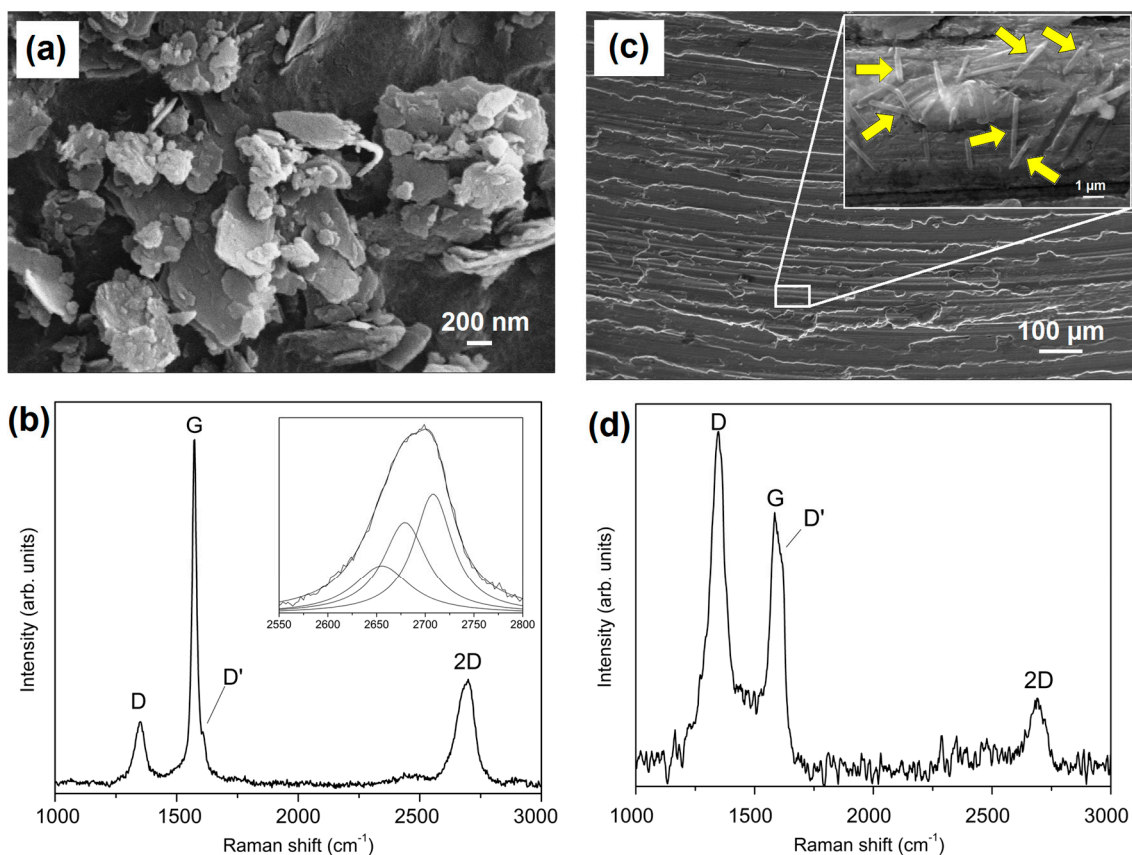 (a)
200 nm
(c)
1 µm
100 µm
(b)
G
D
D'
2D
2550 2600 2650 2700 2750 2800
Intensity (arb. units)
1000 1500 2000 2500 3000
Raman shift (cm⁻¹)
(d)
D
G
D'
2D
Intensity (arb. units)
1000 1500 2000 2500 3000
Raman shift (cm⁻¹)